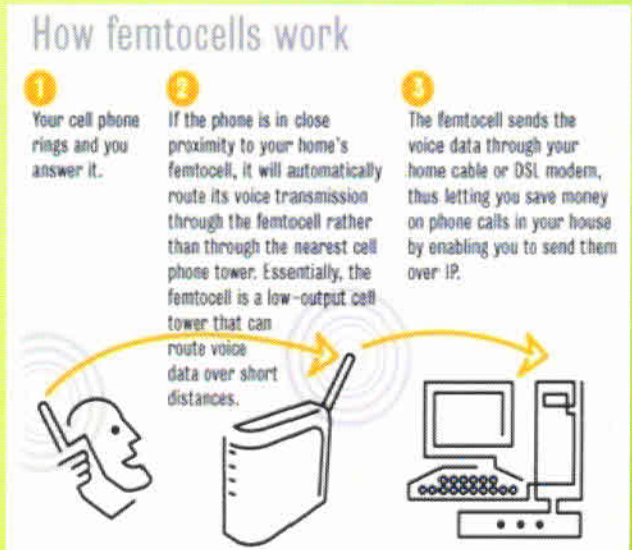 How femtocells work
1
Your cell phone
rings and you
answer it.
2
If the phone is in close
proximity to your home's
femtocell, it will automatically
route its voice transmission
through the femtocell rather
than through the nearest cell
phone tower. Essentially, the
femtocell is a low-output cell
tower that can
route voice
data over short
distances.
3
The femtocell sends the
voice data through your
home cable or DSL modem,
thus letting you save money
on phone calls in your house
by enabling you to send them
over IP.